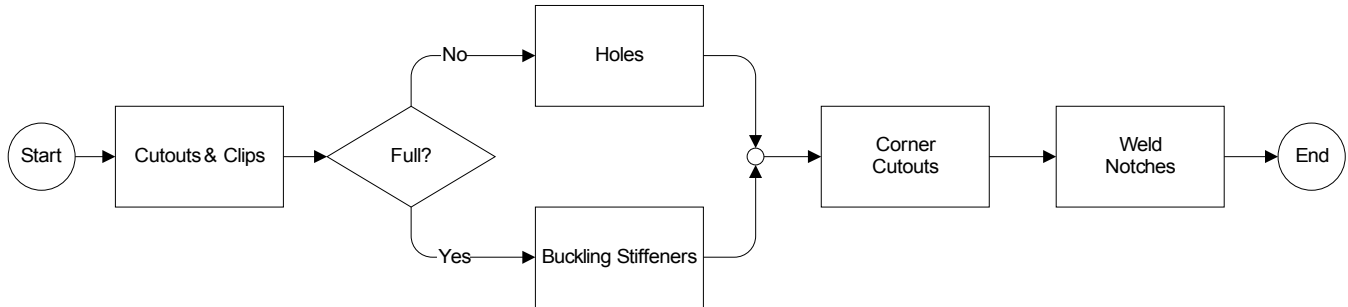 Start
Cutouts & Clips
Full?
No
Holes
Yes
Buckling Stiffeners
Corner
Cutouts
Weld
Notches
End